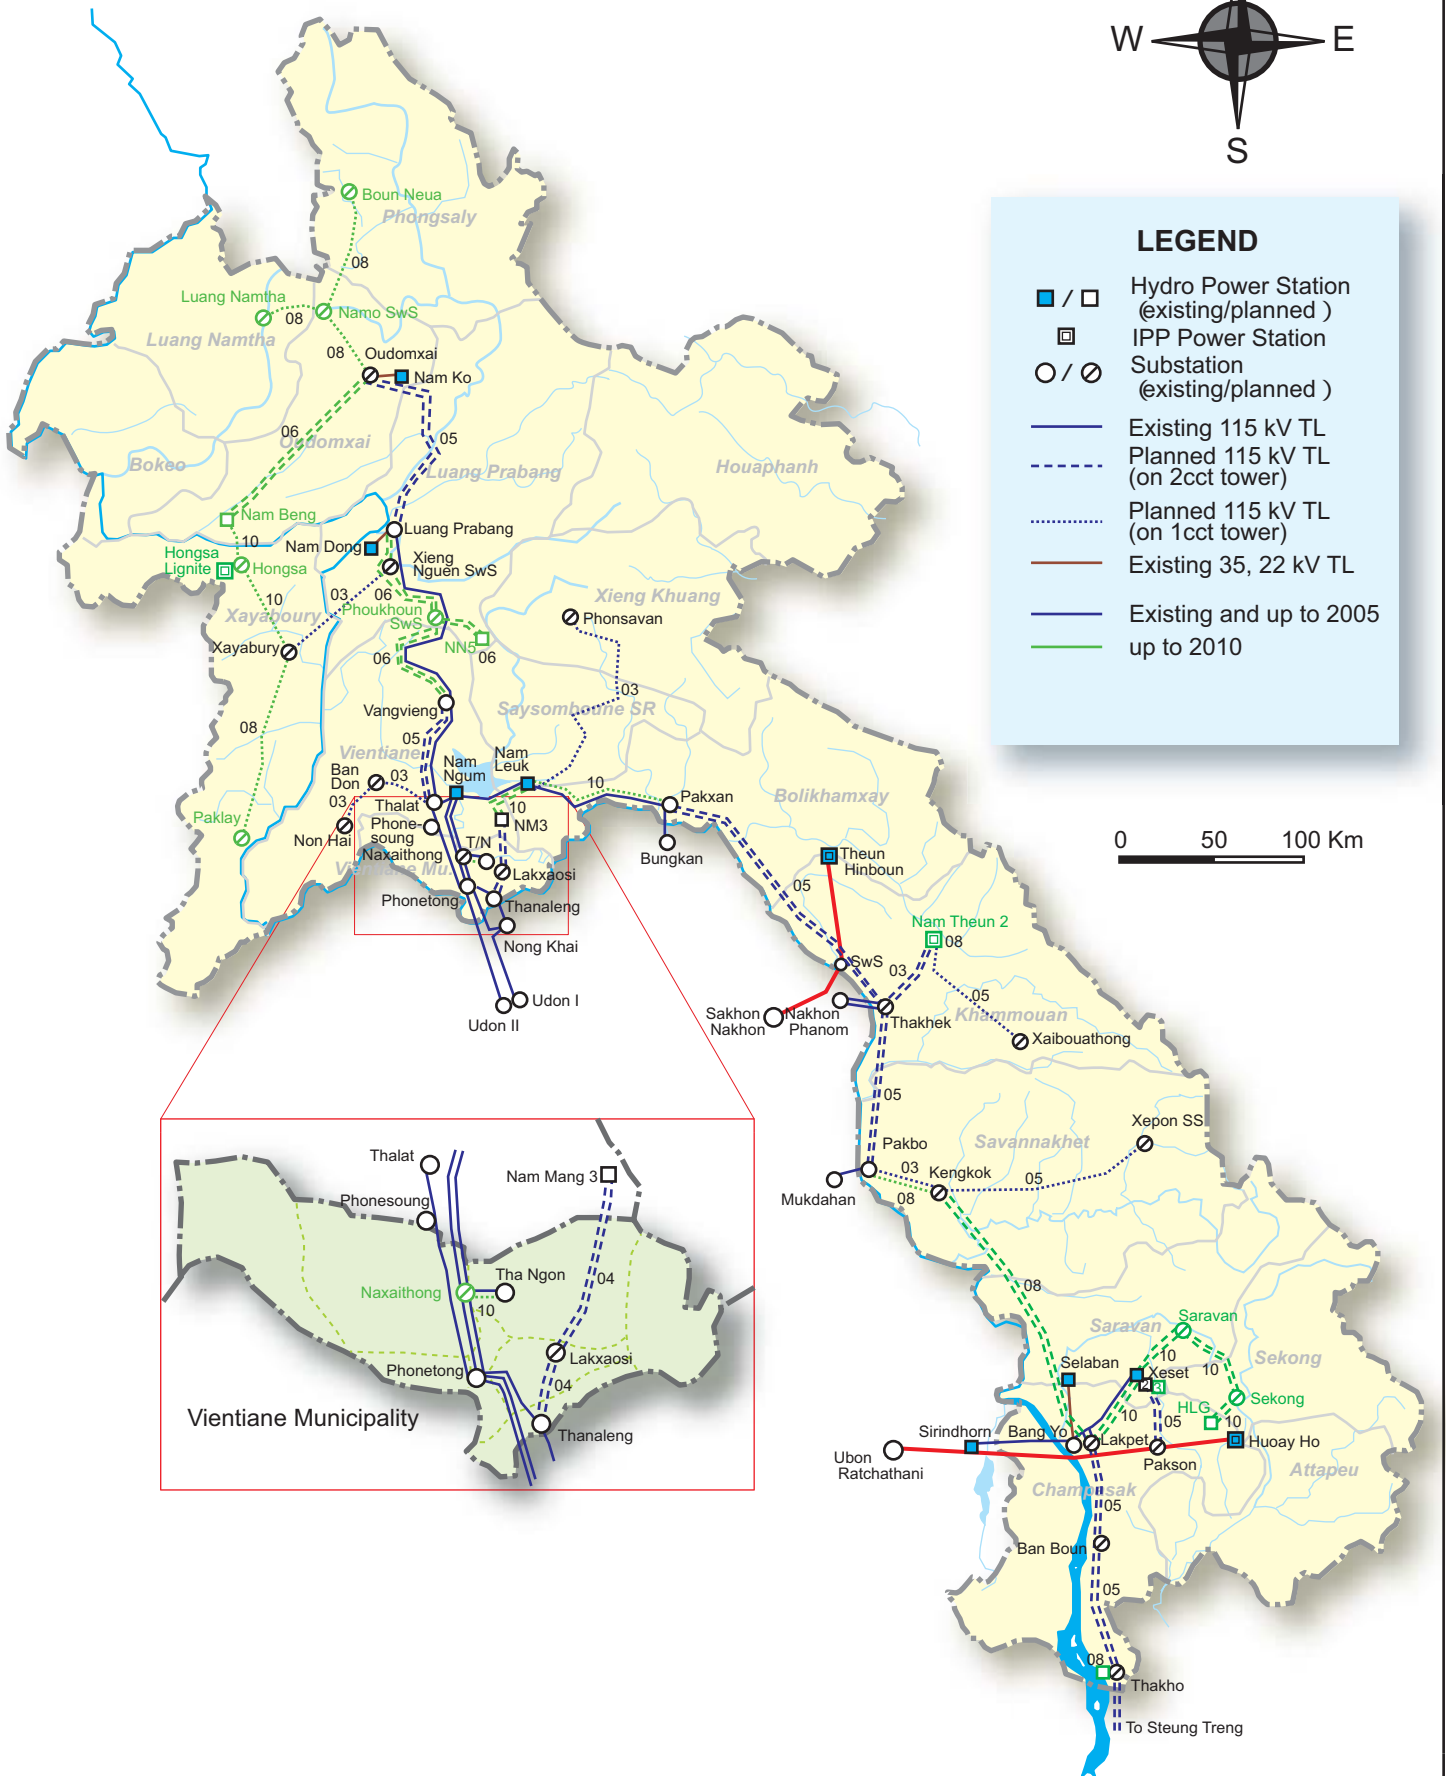 W
E
S
LEGEND
Hydro Power Station
(existing/planned )
IPP Power Station
Substation
(existing/planned )
Existing 115 kV TL
Planned 115 kV TL
(on 2cct tower)
Planned 115 kV TL
(on 1cct tower)
Existing 35, 22 kV TL
Existing and up to 2005
up to 2010
0 50 100 Km
Boun Neua
Phongsaly
08
Luang Namtha
08
Namo SwS
Luang Namtha
08
Oudomxai
Nam Ko
06
Oudomxai
05
Bokeo
Luang Prabang
Houaphanh
Nam Beng
Luang Prabang
10
Nam Dong
Hongsa
Lignite
Hongsa
Xieng
Nguen SwS
10
03
06
Xayaboury
Phoukhoun
SwS
Xieng Khuang
Phonsavan
Xayabury
06
NN5
06
03
Vangvieng
Saysomboune SR
08
05
Vientiane
Nam
Ngum
Nam
Leuk
Ban
Don
03
10
Pakxan
Bolikhamxay
03
Thalat
10
NM3
Paklay
Non Hai
Phone-
soung
Naxaithong
T/N
Bungkan
Theun
Hinboun
Vientiane Mu.
Lakxaosi
05
Phonetong
Thanaleng
Nong Khai
Nam Theun 2
08
SwS
03
Udon I
Udon II
05
Sakhon
Nakhon
Nakhon
Phanom
Thakhek
Khammouan
Xaibouathong
05
Xepon SS
Pakbo
Savannakhet
03
Kengkok
05
Mukdahan
08
08
Saravan
Saravan
10
Selaban
Xeset
10
Sekong
2
3
Sekong
HLG
10
10
05
Sirindhorn
Bang Yo
Lakpet
Huoay Ho
Ubon
Ratchathani
Pakson
Attapeu
Champasak
05
Ban Boun
05
08
Thakho
To Steung Treng
Thalat
Nam Mang 3
Phonesoung
Tha Ngon
04
Naxaithong
10
Lakxaosi
Phonetong
04
Vientiane Municipality
Thanaleng